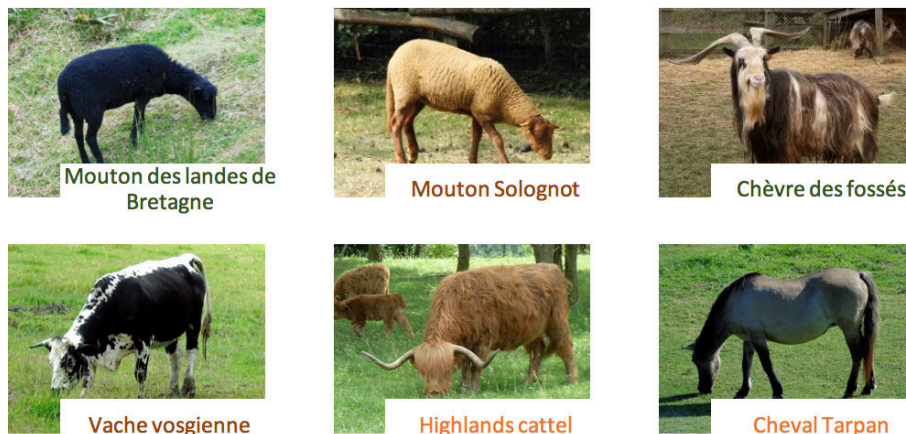 Mouton des landes de
Bretagne
Mouton Solognot
Chèvre des fossés
Vache vosgienne
Highlands cattel
Cheval Tarpan